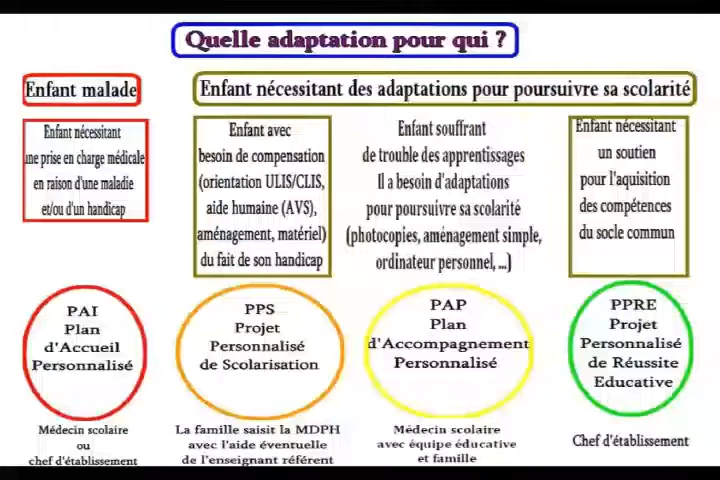 Quelle adaptation pour qui ?
Enfant malade
Enfant nécessitant des adaptations pour poursuivre sa scolarité
Enfant nécessitant
une prise en charge médicale
en raison d'une maladie
et/ou d'un handicap
Enfant avec
besoin de compensation
(orientation ULIS/CLIS,
aide humaine (AVS),
aménagement, matériel)
du fait de son handicap
Enfant souffrant
de trouble des apprentissages
Il a besoin d'adaptations
pour poursuivre sa scolarité
(photocopies, aménagement simple,
ordinateur personnel, ...)
Enfant nécessitant
un soutien
pour l'aquisition
des compétences
du socle commun
PAI
Plan
d'Accueil
Personnalisé
PPS
Projet
Personnalisé
de Scolarisation
PAP
Plan
d'Accompagnement
Personnalisé
PPRE
Projet
Personnalisé
de Réussite
Educative
Médecin scolaire
ou
chef d'établissement
La famille saisit la MDPH
avec l'aide éventuelle
de l'enseignant référent
Médecin scolaire
avec équipe éducative
et famille
Chef d'établissement